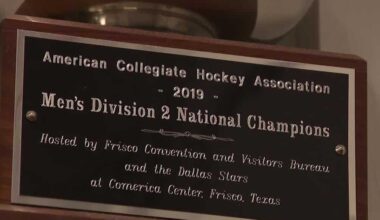 American Collegiate Hockey Association
- 2019 -
Men's Division 2 National Champions
Hosted by Frisco Convention and Visitors Bureau
and the Dallas Stars
at Comerica Center, Frisco, Texas